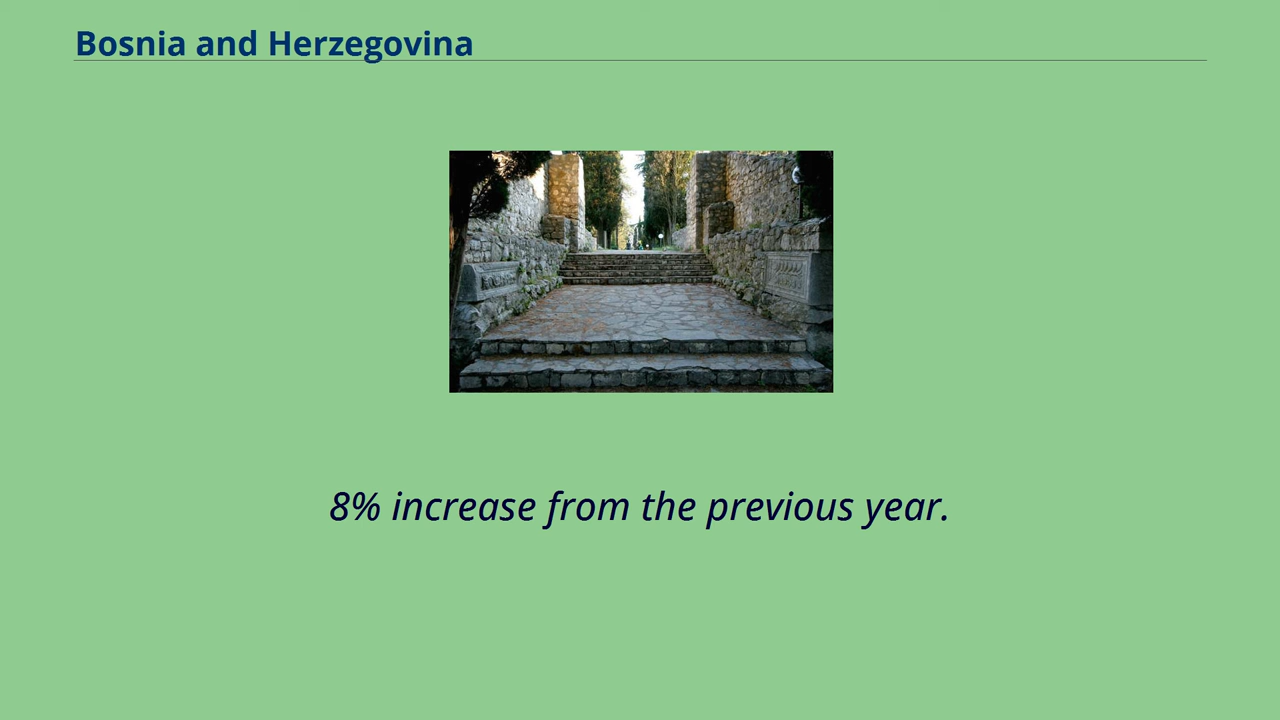 Bosnia and Herzegovina
8% increase from the previous year.